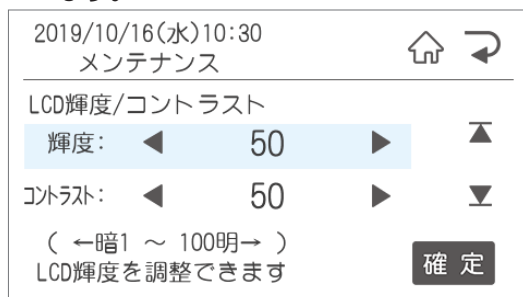 2019/10/16(水)10:30
メンテナンス
LCD輝度/コントラスト
輝度: ◀ 50 ▶
コントラスト: ◀ 50 ▶
( ←暗1 ～ 100明→ )
LCD輝度を調整できます
確 定